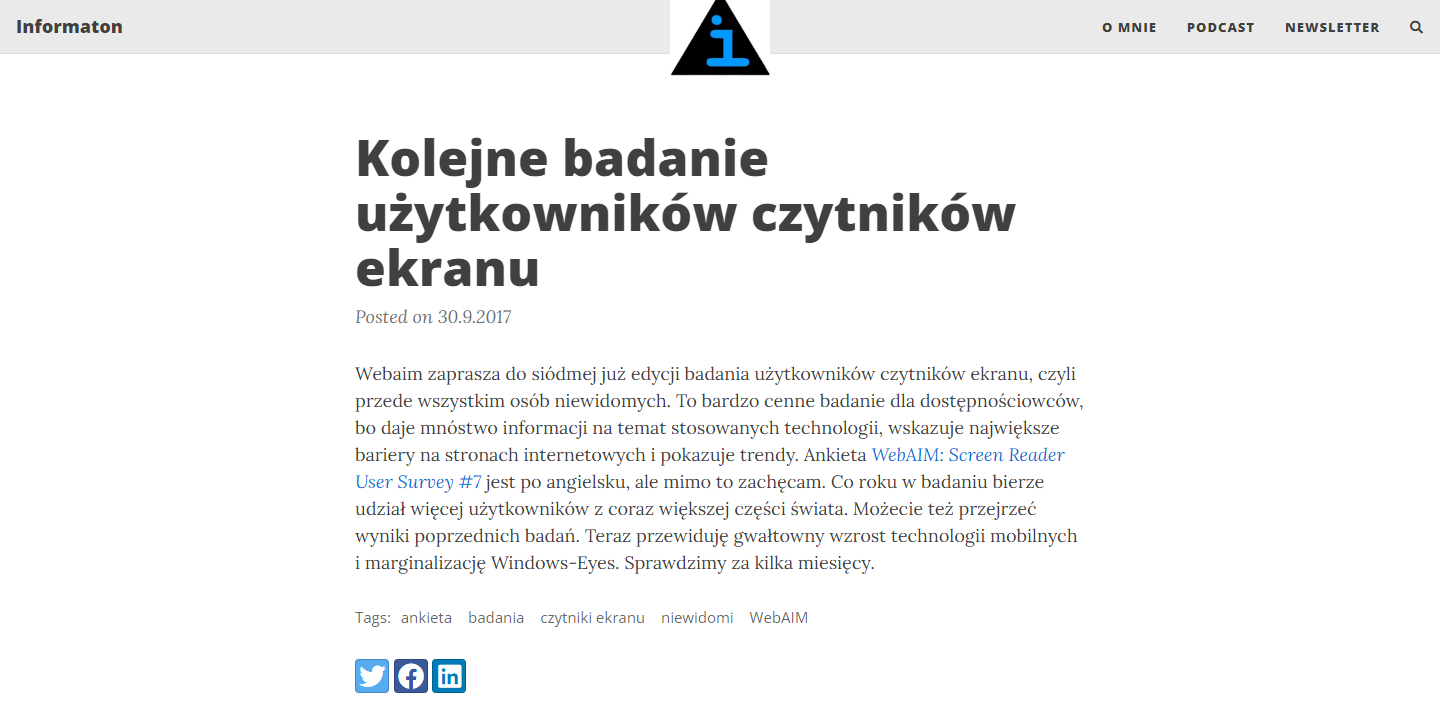 Informaton
i
O MNIE
PODCAST
NEWSLETTER
Kolejne badanie
użytkowników czytników
ekranu
Posted on 30.9.2017
Webaim zaprasza do siódmej już edycji badania użytkowników czytników ekranu, czyli
przede wszystkim osób niewidomych. To bardzo cenne badanie dla dostępnościowców,
bo daje mnóstwo informacji na temat stosowanych technologii, wskazuje największe
bariery na stronach internetowych i pokazuje trendy. Ankieta WebAIM: Screen Reader
User Survey #7 jest po angielsku, ale mimo to zachęcam. Co roku w badaniu bierze
udział więcej użytkowników z coraz większej części świata. Możecie też przejrzeć
wyniki poprzednich badań. Teraz przewiduję gwałtowny wzrost technologii mobilnych
i marginalizację Windows-Eyes. Sprawdzimy za kilka miesięcy.
Tags: ankieta badania czytniki ekranu niewidomi WebAIM